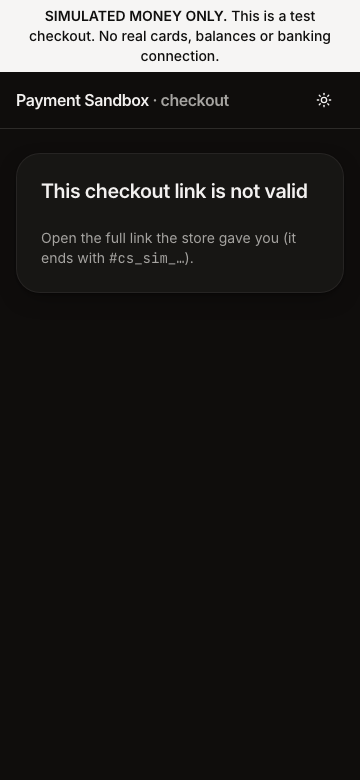 SIMULATED MONEY ONLY. This is a test
checkout. No real cards, balances or banking
connection.
Payment Sandbox · checkout
This checkout link is not valid
Open the full link the store gave you (it
ends with #cs_sim_…).